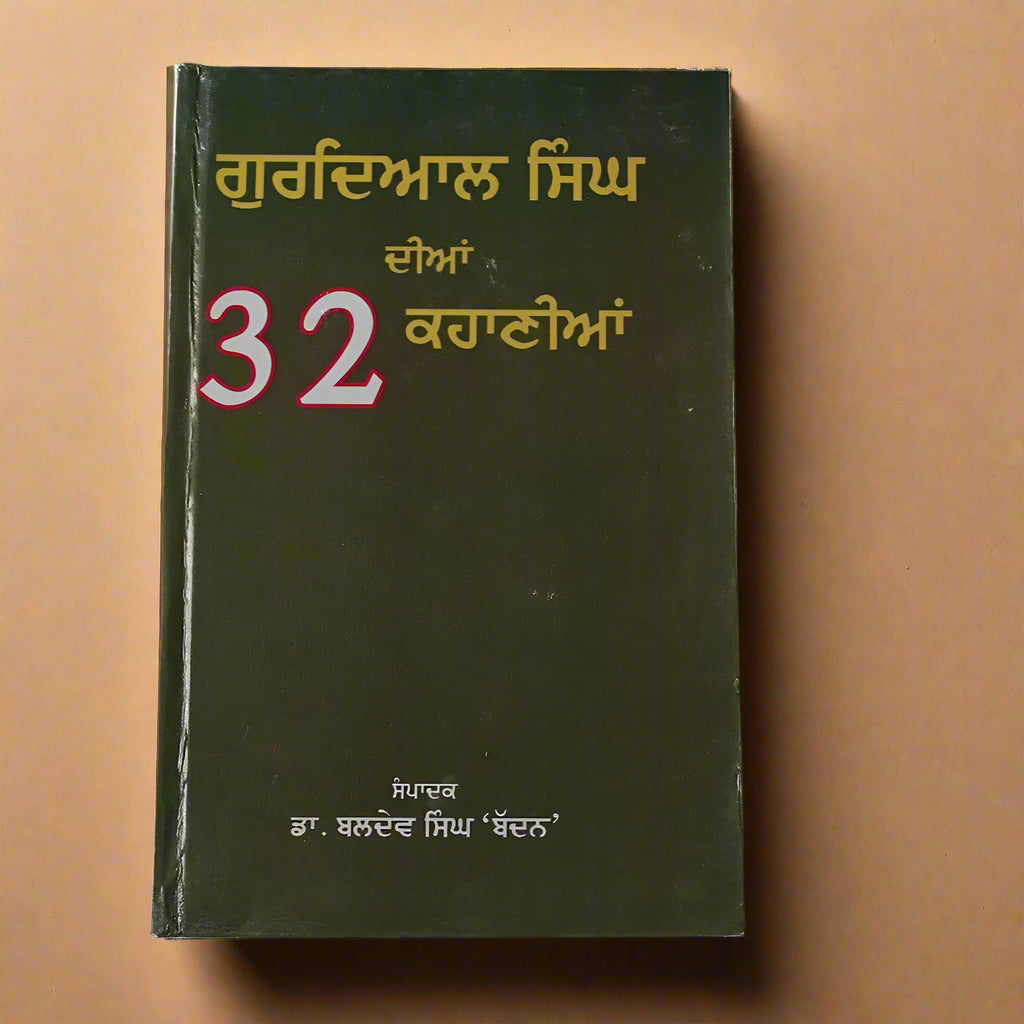 ਗੁਰਦਿਆਲ ਸਿੰਘ
ਦੀਆਂ
32 ਕਹਾਣੀਆਂ
ਸੰਪਾਦਕ
ਡਾ. ਬਲਦੇਵ ਸਿੰਘ ‘ਬੱਦਨ’